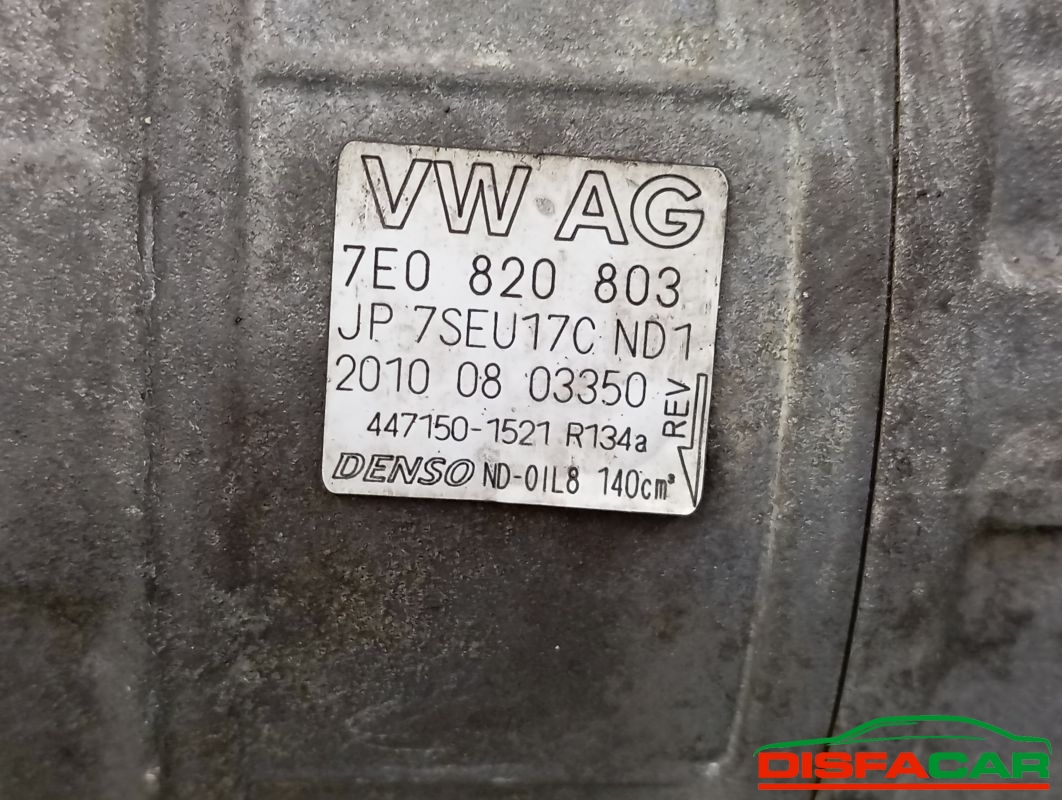 VW AG
7E0 820 803
JP 7SEU17C ND1
2010 08 03350
REV
447150-1521 R134a
DENSO ND-OIL8 140cm³
DISFACAR